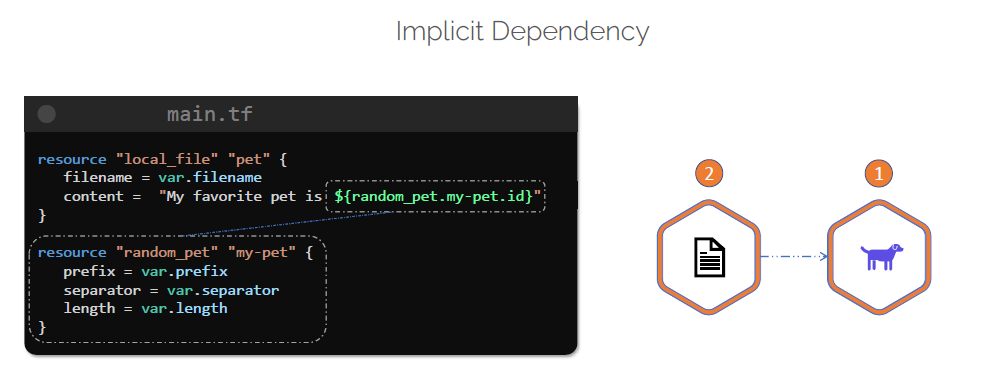 Implicit Dependency
main.tf
resource "local_file" "pet" {
filename = var.filename
content = "My favorite pet is ${random_pet.my-pet.id}"
}
resource "random_pet" "my-pet" {
prefix = var.prefix
separator = var.separator
length = var.length
}
2 1